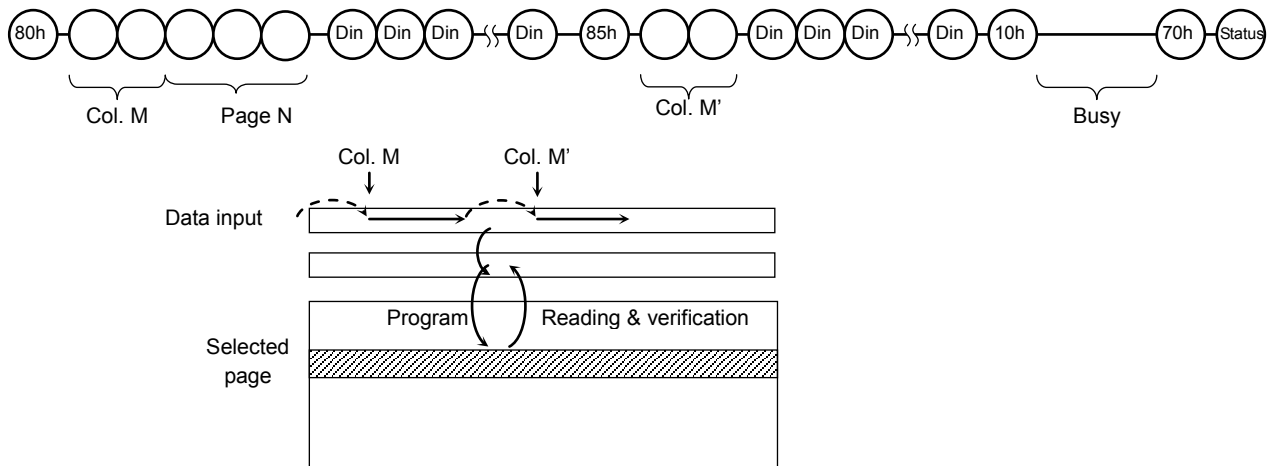 80h Din Din Din Din 85h Din Din Din Din 10h 70h Status
Col. M Page N Col. M’ Busy
Col. M Col. M’
Data input
Program Reading & verification
Selected
page